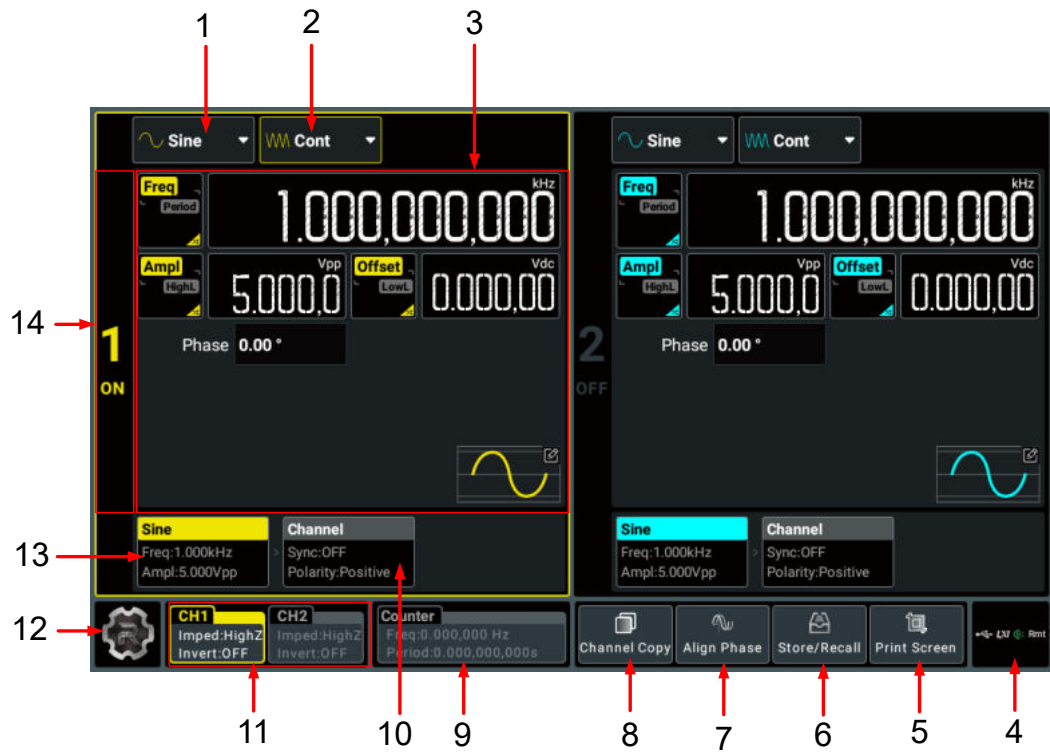 1 2 3
Sine Cont Sine Cont
Freq Period 1.000,000,000 kHz Freq Period 1.000,000,000 kHz
Ampl HighL 5.000,0 Vpp Offset LowL 0.000,00 Vdc Ampl HighL 5.000,0 Vpp Offset LowL 0.000,00 Vdc
14
1 Phase 0.00 ° 2 Phase 0.00 °
ON OFF
Sine Channel Sine Channel
13 Freq:1.000kHz > Sync:OFF Freq:1.000kHz > Sync:OFF
Ampl:5.000Vpp Polarity:Positive Ampl:5.000Vpp Polarity:Positive
12 R CH1 CH2 Counter
Imped:HighZ Imped:HighZ Freq:0.000,000 Hz LXI Rmt
Invert:OFF Invert:OFF Period:0.000,000,000s Channel Copy Align Phase Store/Recall Print Screen
11 10 9 8 7 6 5 4